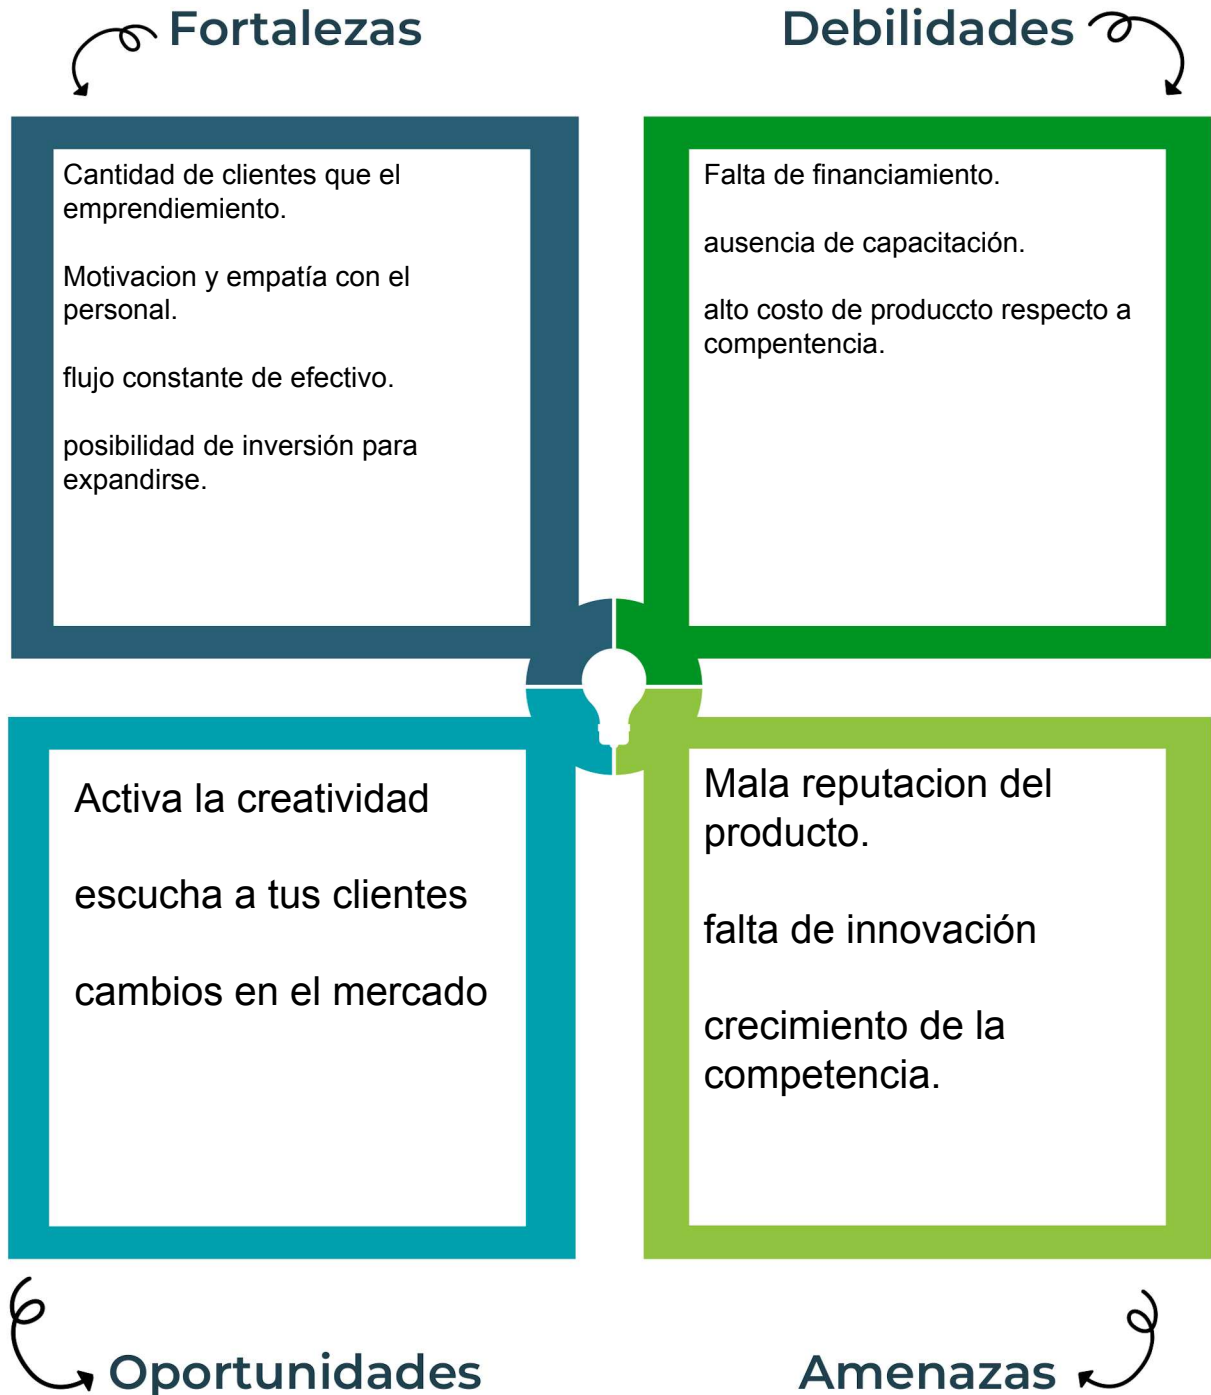 Fortalezas
Cantidad de clientes que el
emprendiemiento.
Motivacion y empatía con el
personal.
flujo constante de efectivo.
posibilidad de inversión para
expandirse.
Debilidades
Falta de financiamiento.
ausencia de capacitación.
alto costo de produccto respecto a
compentencia.
Activa la creatividad
escucha a tus clientes
cambios en el mercado
Oportunidades
Mala reputacion del
producto.
falta de innovación
crecimiento de la
competencia.
Amenazas